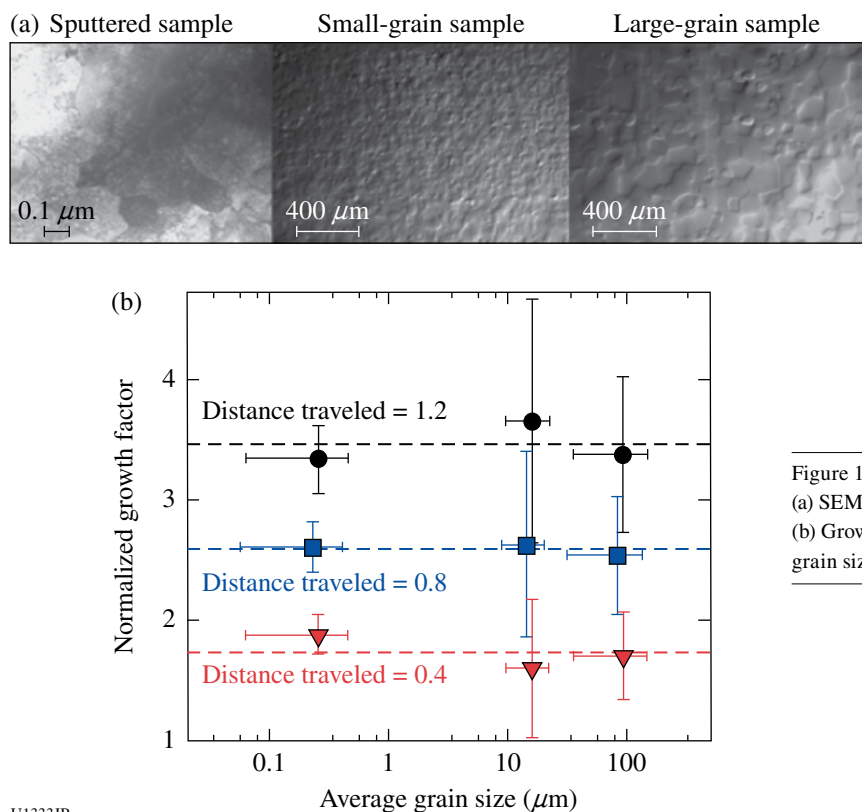 (a) Sputtered sample Small-grain sample Large-grain sample
0.1 μm 400 μm 400 μm
(b)
Normalized growth factor
4
3
2
1
Distance traveled = 1.2
Distance traveled = 0.8
Distance traveled = 0.4
0.1 1 10 100
Average grain size (μm)
Figure 1
(a) SEM
(b) Grow
grain siz